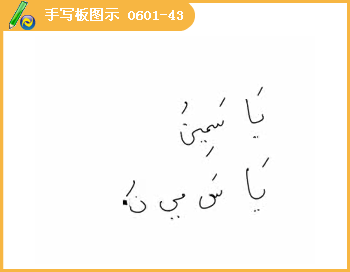 手写板图示 0601-43
يَا سَمِينُ
يَا سَ مِي نُ